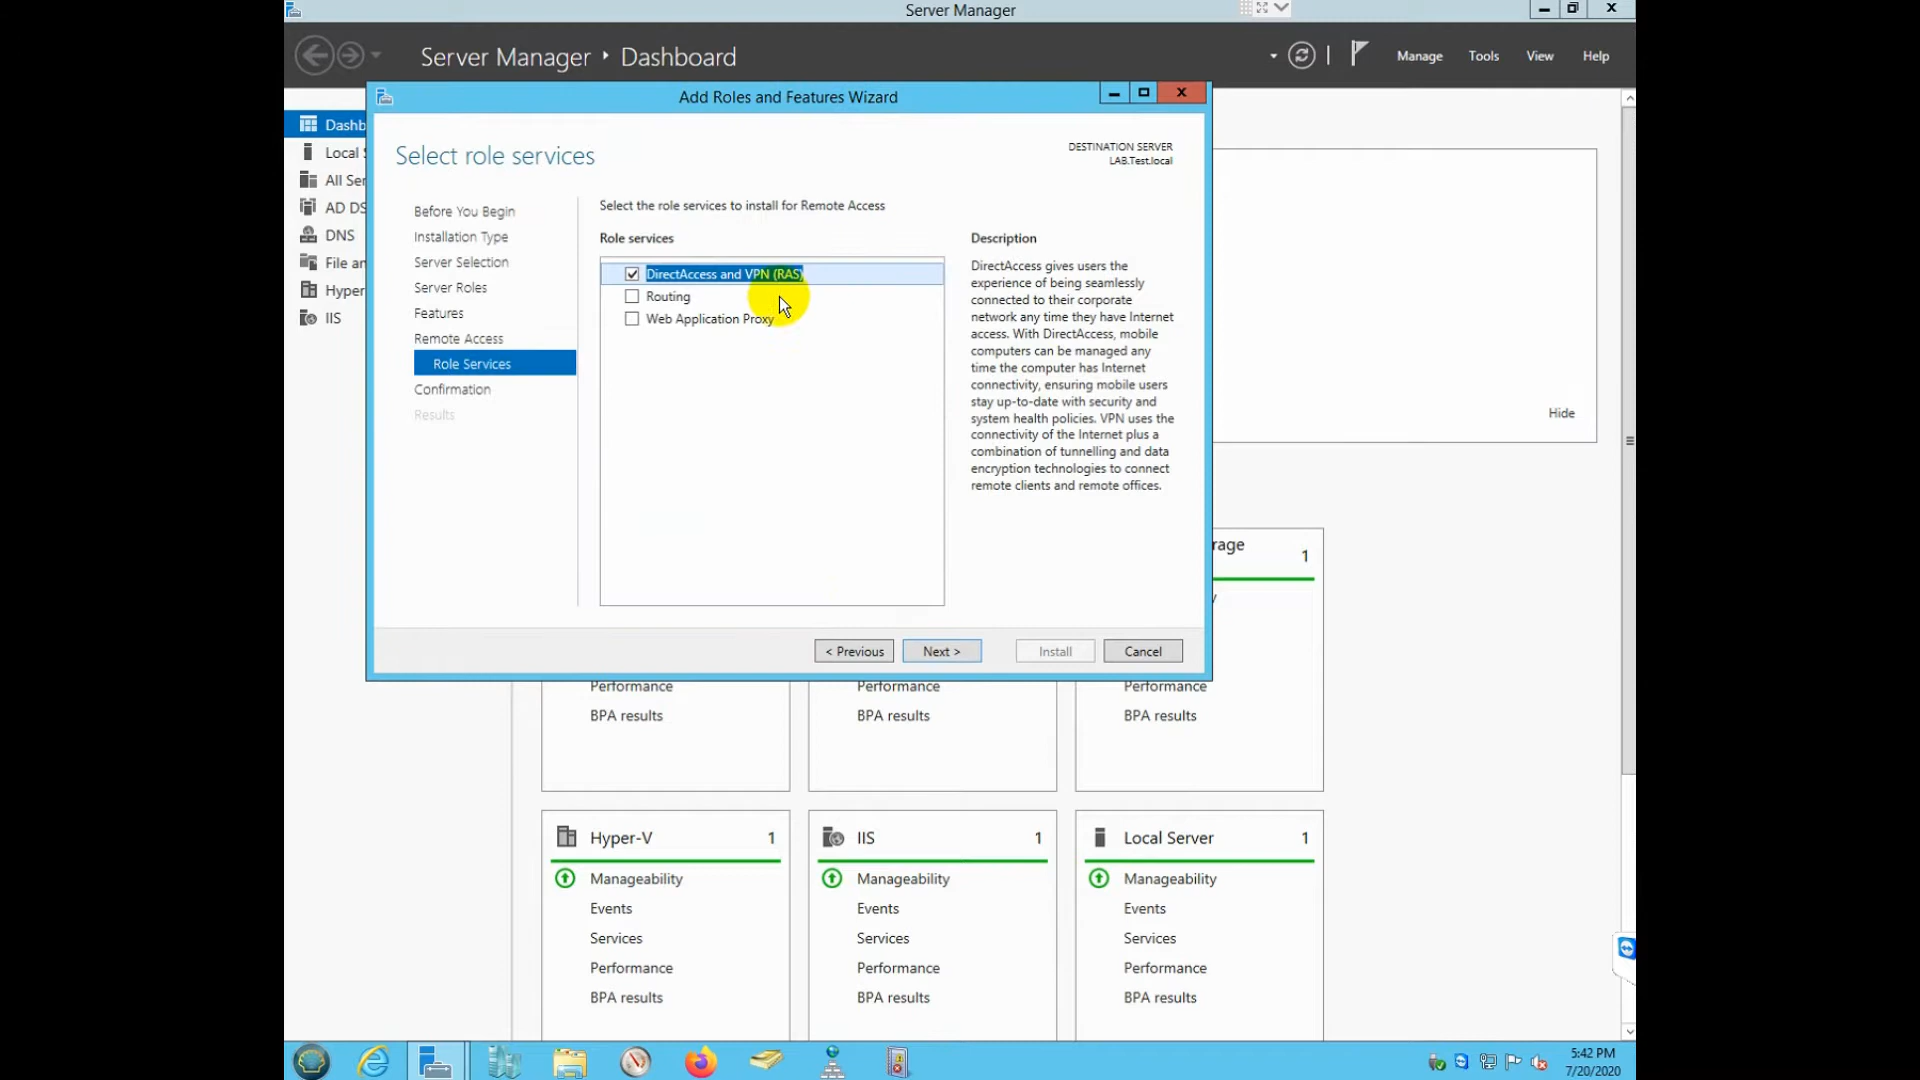 Server Manager
Server Manager
Dashboard
Manage
Tools
View
Help
Dashb
Local
All Ser
AD DS
DNS
File an
Hyper
IIS
Add Roles and Features Wizard
Select role services
DESTINATION SERVER
LAB.Test.local
Before You Begin
Installation Type
Server Selection
Server Roles
Features
Remote Access
Role Services
Confirmation
Results
Select the role services to install for Remote Access
Role services
DirectAccess and VPN (RAS)
Routing
Web Application Proxy
Description
DirectAccess gives users the
experience of being seamlessly
connected to their corporate
network any time they have Internet
access. With DirectAccess, mobile
computers can be managed any
time the computer has Internet
connectivity, ensuring mobile users
stay up-to-date with security and
system health policies. VPN uses the
connectivity of the Internet plus a
combination of tunnelling and data
encryption technologies to connect
remote clients and remote offices.
< Previous
Next >
Install
Cancel
Hide
rage
1
Performance
BPA results
Performance
BPA results
Performance
BPA results
Hyper-V
1
Manageability
Events
Services
Performance
BPA results
IIS
1
Manageability
Events
Services
Performance
BPA results
Local Server
1
Manageability
Events
Services
Performance
BPA results
5:42 PM
7/20/2020